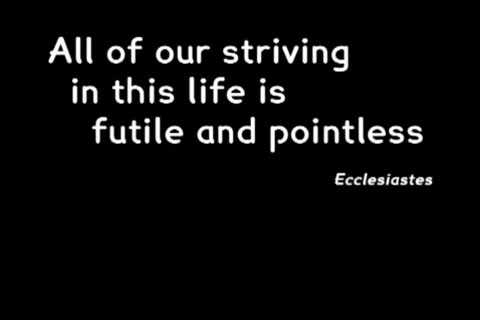 All of our striving
in this life is
futile and pointless
Ecclesiastes